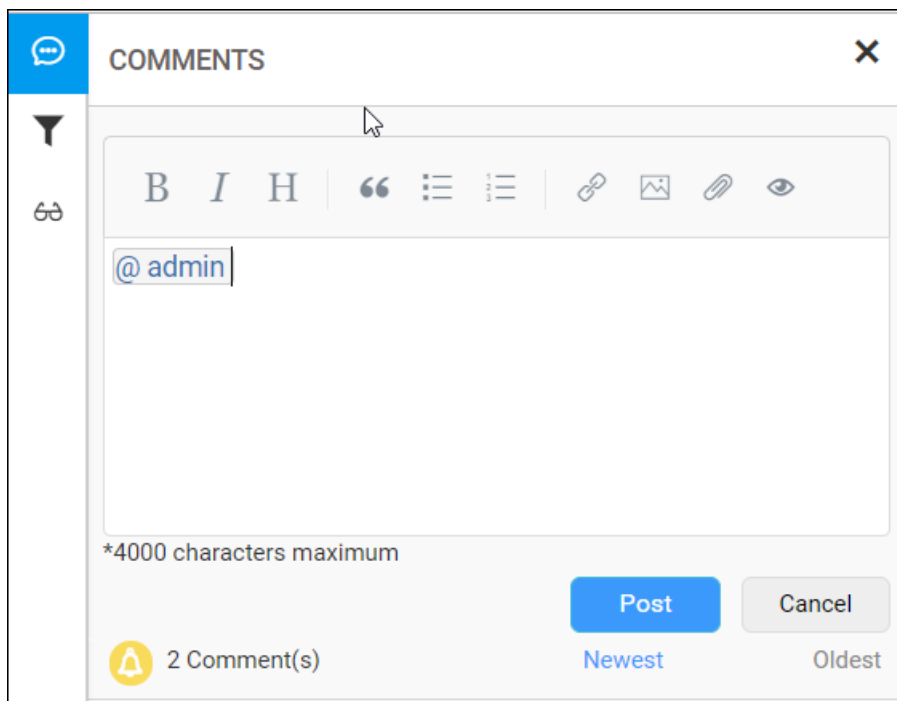 COMMENTS
B I H
@ admin
*4000 characters maximum
Post Cancel
2 Comment(s) Newest Oldest